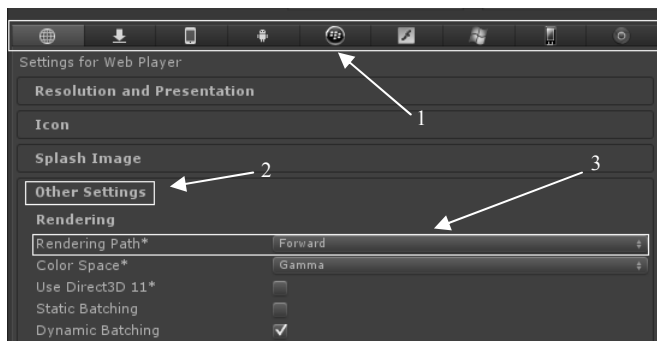 Settings for Web Player
Resolution and Presentation
1
Icon
Splash Image
2
3
Other Settings
Rendering
Rendering Path* Forward
Color Space* Gamma
Use Direct3D 11*
Static Batching
Dynamic Batching